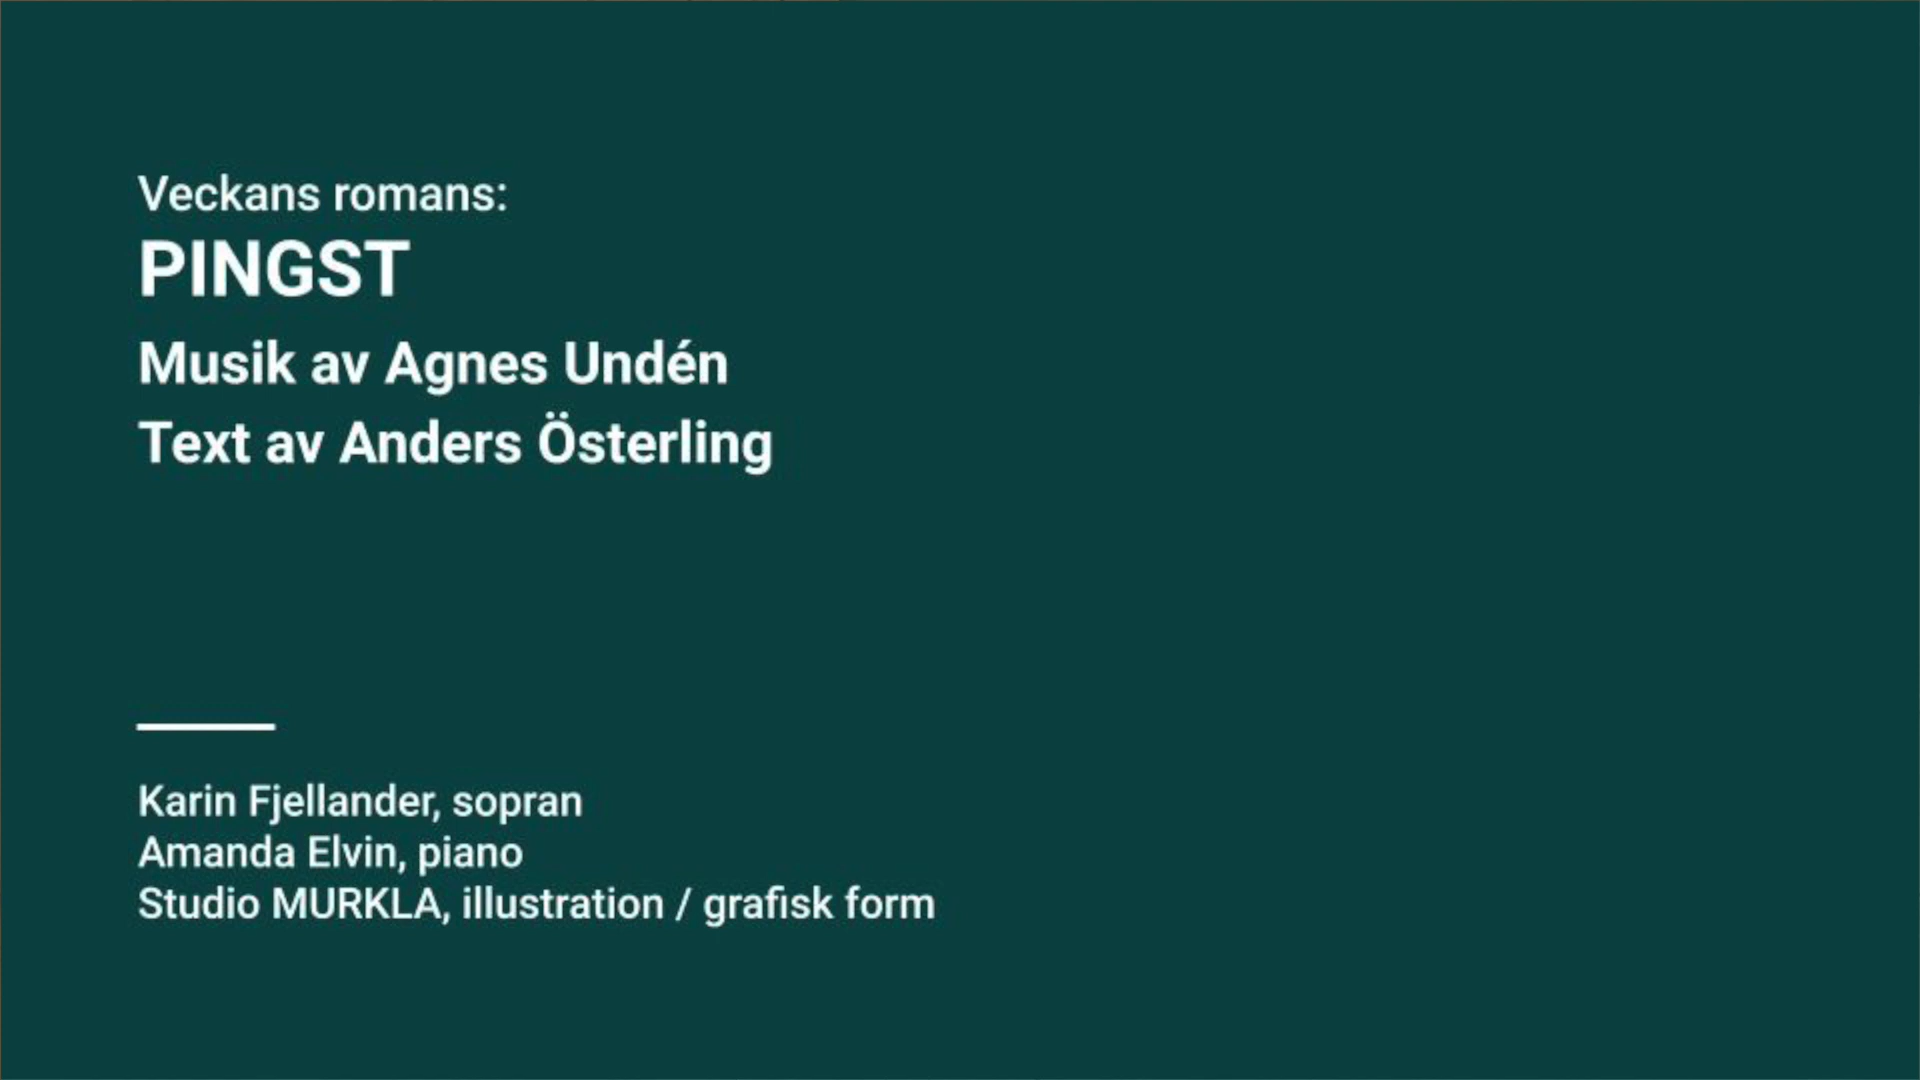 Veckans romans:
PINGST
Musik av Agnes Undén
Text av Anders Österling
Karin Fjellander, sopran
Amanda Elvin, piano
Studio MURKLA, illustration / grafisk form